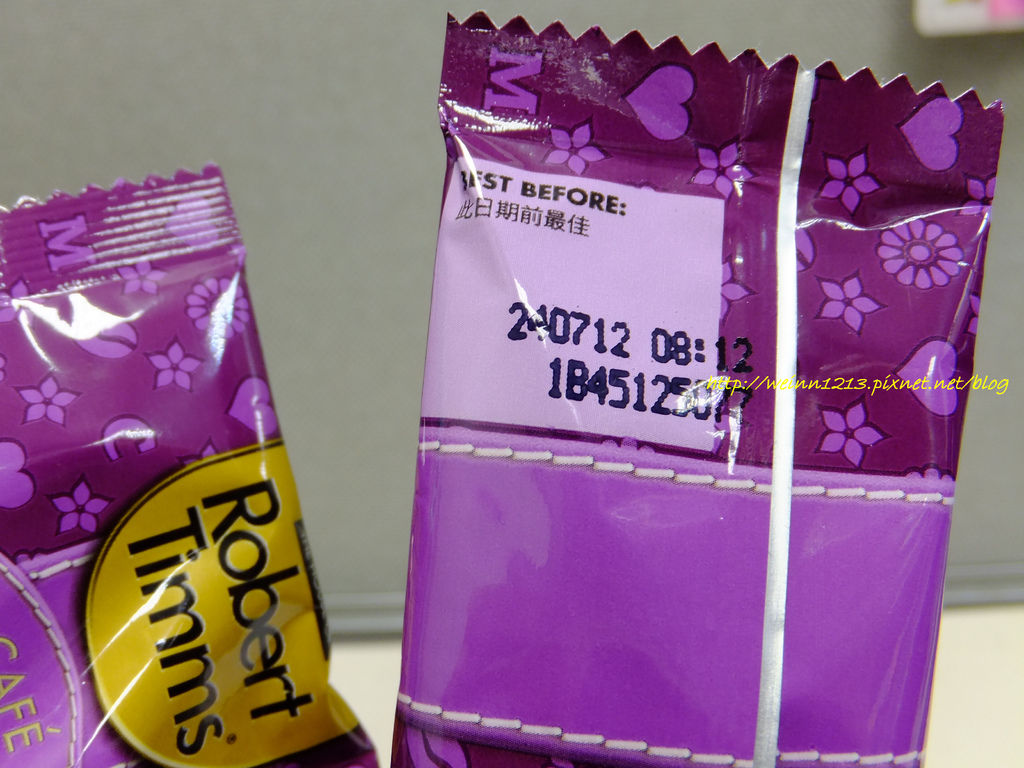 M
BEST BEFORE:
此日期前最佳
240712 08:12
1B45125077
http://weinn1213.pixnet.net/blog
M
Robert
Timms
CAFÉ